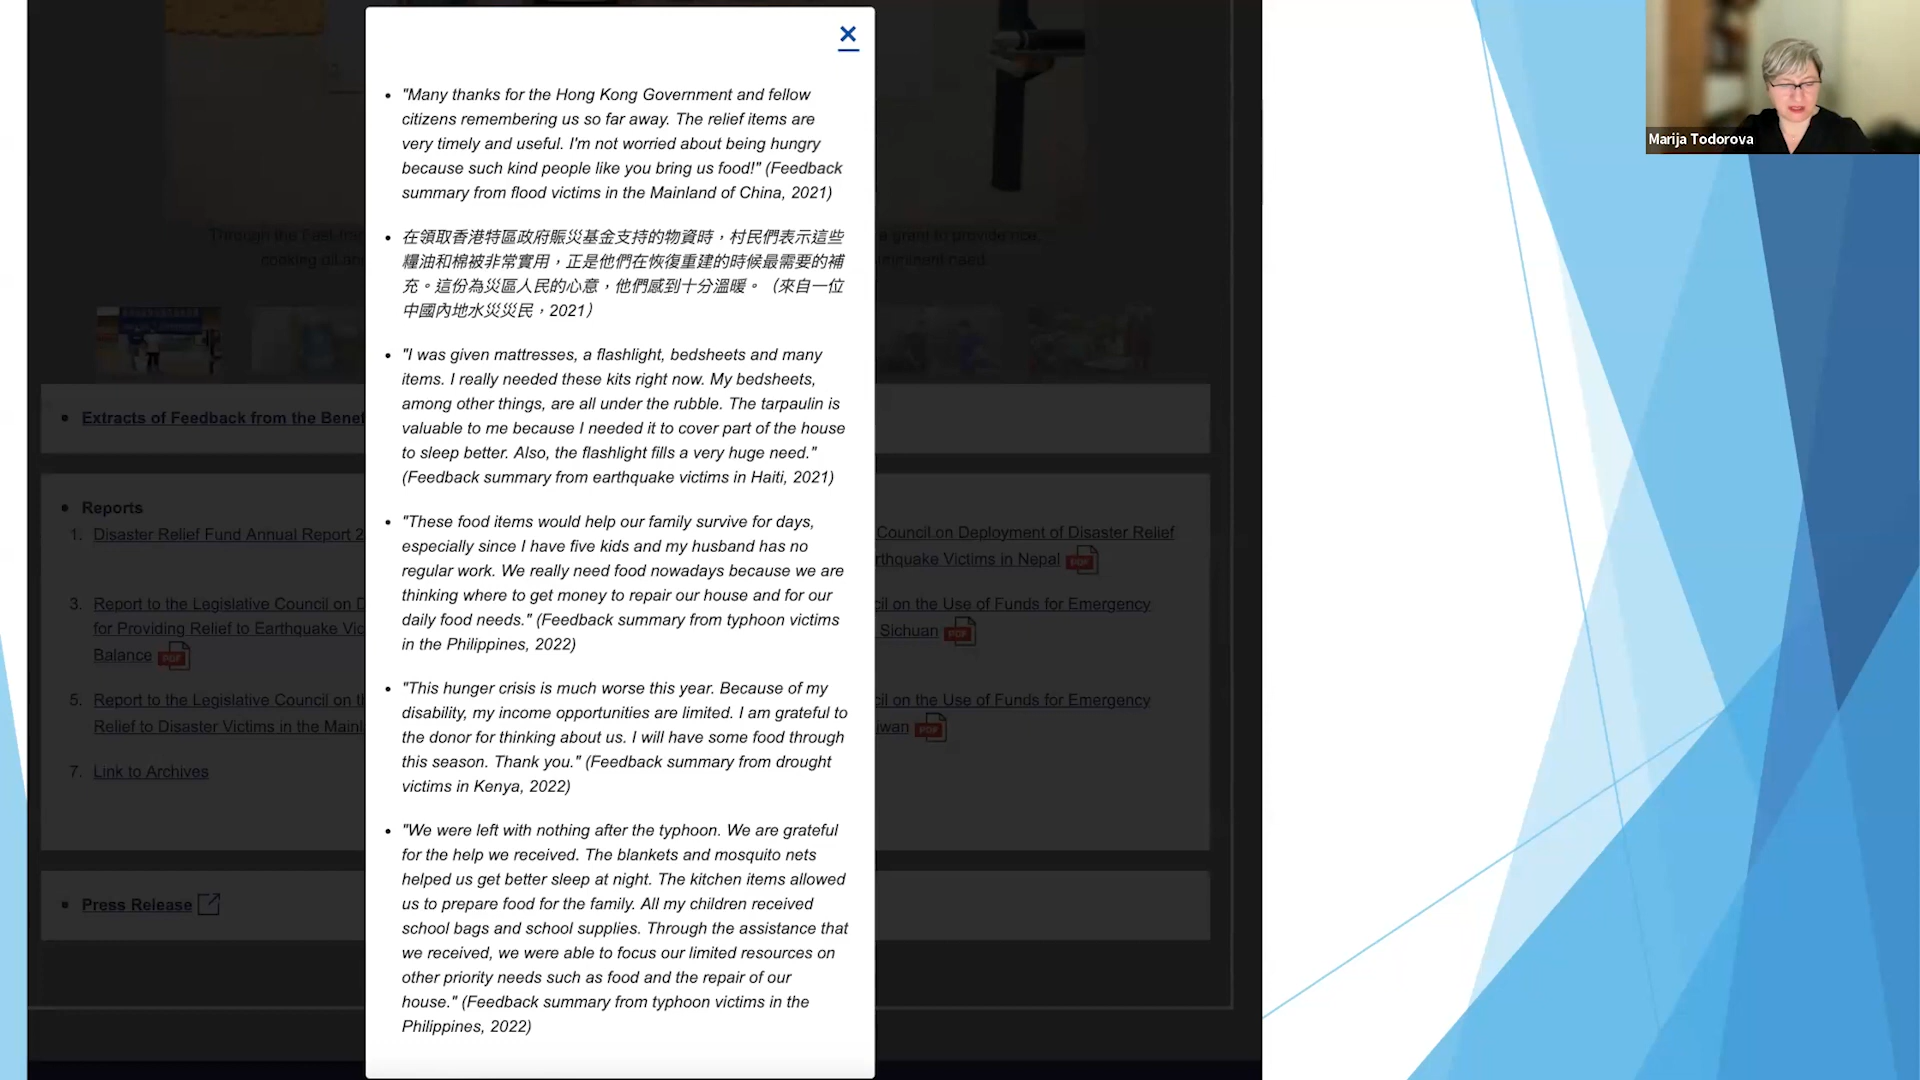 Marija Todorova
"Many thanks for the Hong Kong Government and fellow
citizens remembering us so far away. The relief items are
very timely and useful. I'm not worried about being hungry
because such kind people like you bring us food!" (Feedback
summary from flood victims in the Mainland of China, 2021)
在領取香港特區政府賑災基金支持的物資時，村民們表示這些
糧油和棉被非常實用，正是他們在恢復重建的時候最需要的補
充。這份為災區人民的心意，他們感到十分溫暖。（來自一位
中國內地水災災民，2021）
"I was given mattresses, a flashlight, bedsheets and many
items. I really needed these kits right now. My bedsheets,
among other things, are all under the rubble. The tarpaulin is
valuable to me because I needed it to cover part of the house
to sleep better. Also, the flashlight fills a very huge need."
(Feedback summary from earthquake victims in Haiti, 2021)
"These food items would help our family survive for days,
especially since I have five kids and my husband has no
regular work. We really need food nowadays because we are
thinking where to get money to repair our house and for our
daily food needs." (Feedback summary from typhoon victims
in the Philippines, 2022)
"This hunger crisis is much worse this year. Because of my
disability, my income opportunities are limited. I am grateful to
the donor for thinking about us. I will have some food through
this season. Thank you." (Feedback summary from drought
victims in Kenya, 2022)
"We were left with nothing after the typhoon. We are grateful
for the help we received. The blankets and mosquito nets
helped us get better sleep at night. The kitchen items allowed
us to prepare food for the family. All my children received
school bags and school supplies. Through the assistance that
we received, we were able to focus our limited resources on
other priority needs such as food and the repair of our
house." (Feedback summary from typhoon victims in the
Philippines, 2022)
Through the
cooking oil
a grant to provide rice,
imminent need.
Extracts of Feedback from the
Reports
1. Disaster Relief Fund Annual Report
Council on Deployment of Disaster Relief
Victims in Nepal PDF
3. Report to the Legislative Council on
for Providing Relief to Earthquake
Balance PDF
on the Use of Funds for Emergency
Sichuan PDF
5. Report to the Legislative Council on
Relief to Disaster Victims in the
on the Use of Funds for Emergency
PDF
7. Link to Archives
Press Release